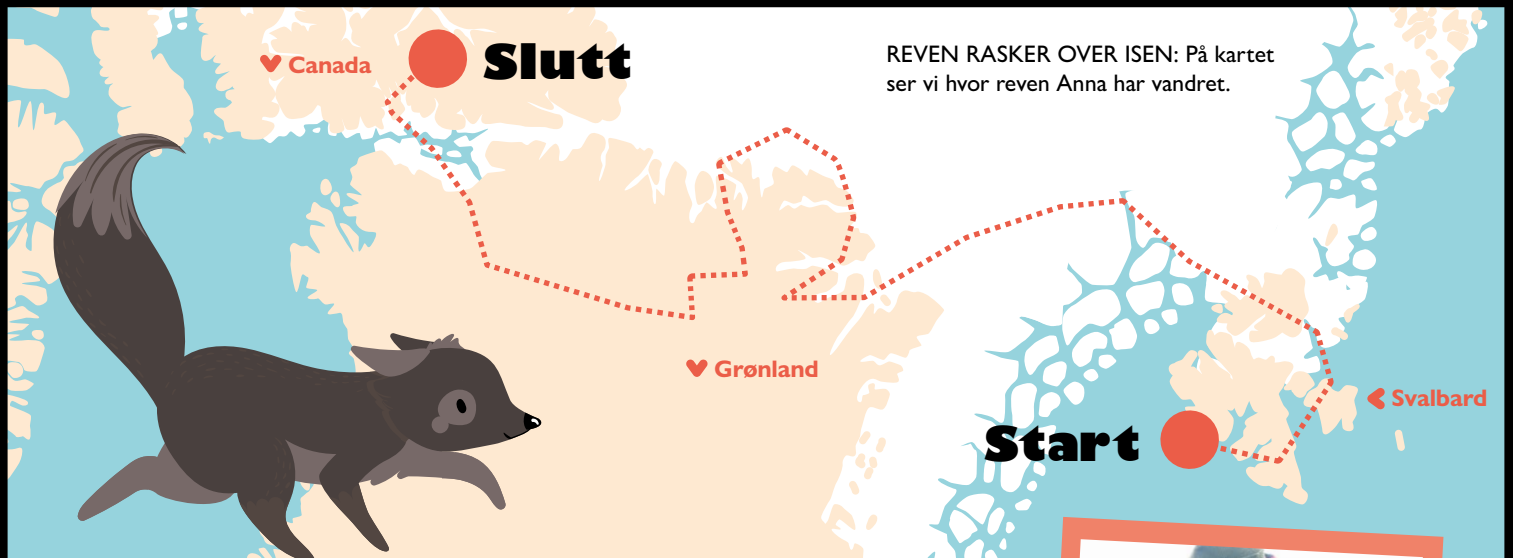 Canada
Slutt
REVEN RASKER OVER ISEN: På kartet
ser vi hvor reven Anna har vandret.
Grønland
Svalbard
Start